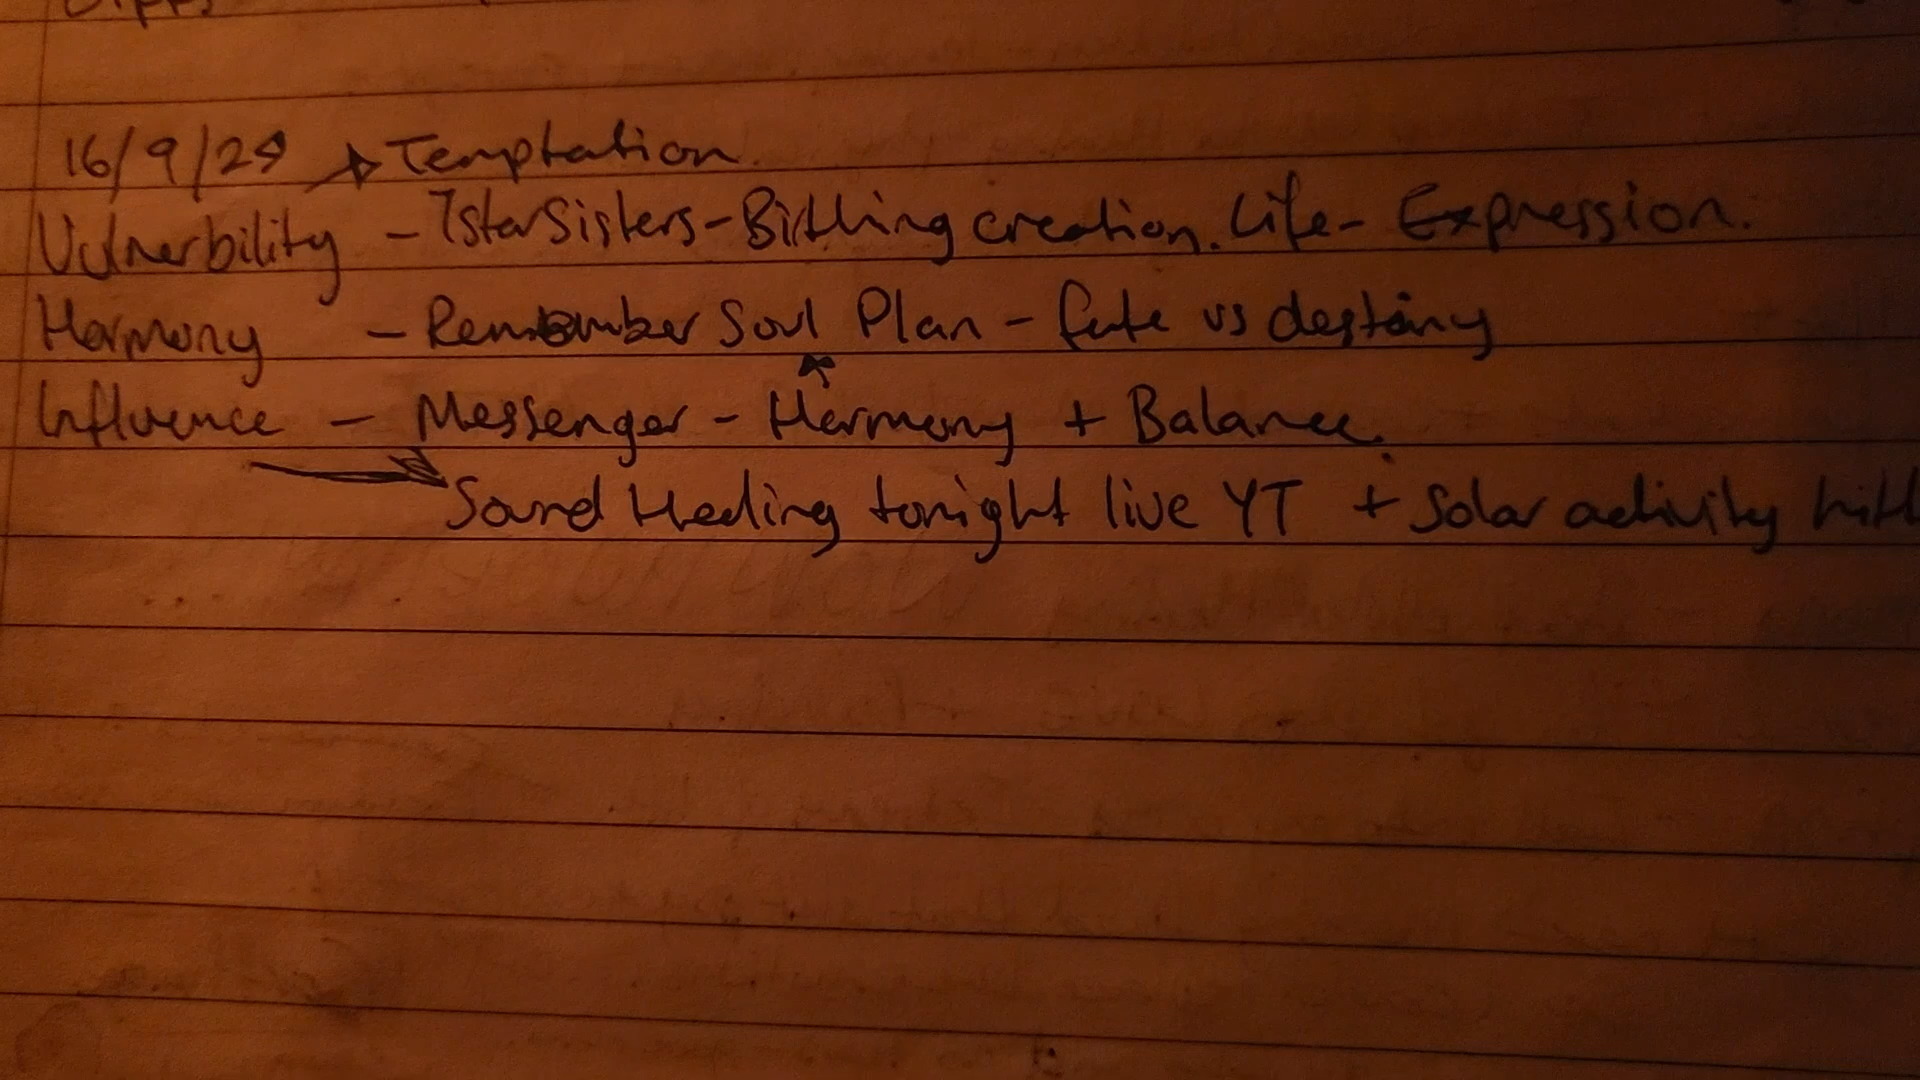 16/9/24 → Temptation.
Vulnerbility - 7starSisters - Birthing creation. Life - Expression.
Harmony - Remember Soul Plan - fate vs destiny
Influence - Messenger - Harmony + Balance.
Sound Healing tonight live YT + Solar activity